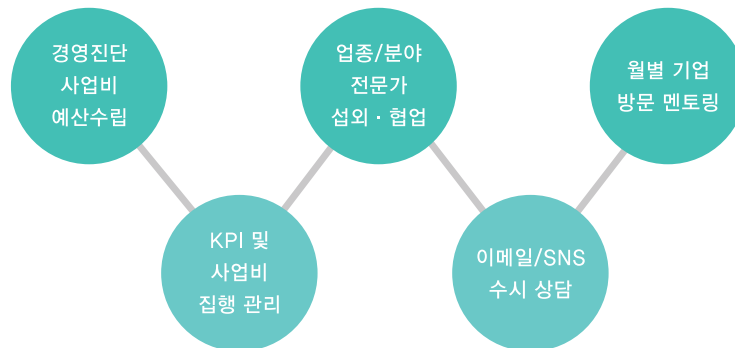 경영진단
사업비
예산수립
KPI 및
사업비
집행 관리
업종/분야
전문가
섭외 · 협업
이메일/SNS
수시 상담
월별 기업
방문 멘토링